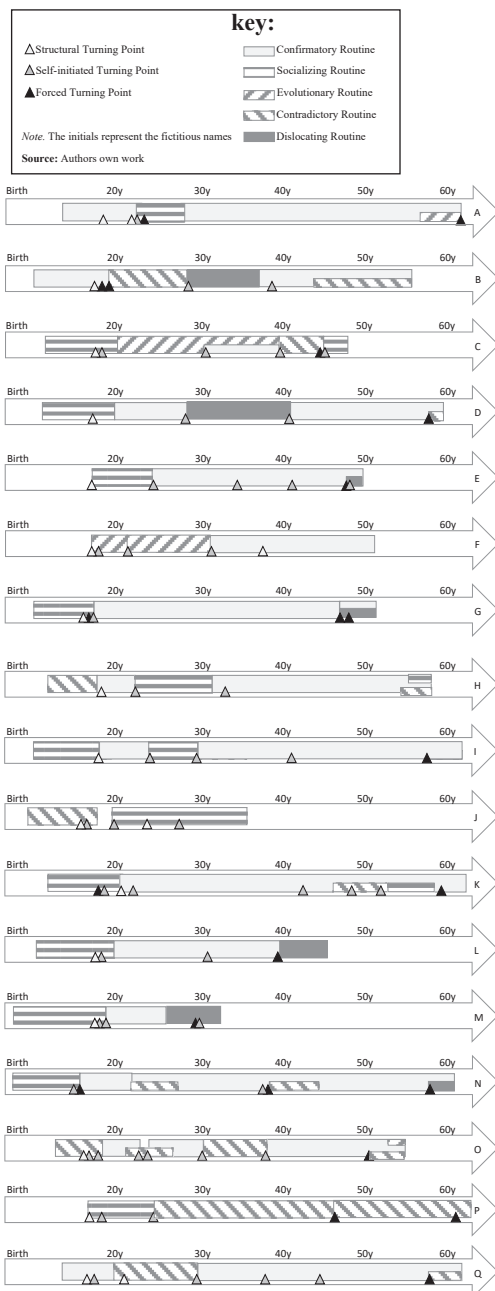 key:
Structural Turning Point
Self-initiated Turning Point
Forced Turning Point
Confirmatory Routine
Socializing Routine
Evolutionary Routine
Contradictory Routine
Dislocating Routine
Note. The initials represent the fictitious names
Source: Authors own work
Birth 20y 30y 40y 50y 60y
A
Birth 20y 30y 40y 50y 60y
B
Birth 20y 30y 40y 50y 60y
C
Birth 20y 30y 40y 50y 60y
D
Birth 20y 30y 40y 50y 60y
E
Birth 20y 30y 40y 50y 60y
F
Birth 20y 30y 40y 50y 60y
G
Birth 20y 30y 40y 50y 60y
H
Birth 20y 30y 40y 50y 60y
I
Birth 20y 30y 40y 50y 60y
J
Birth 20y 30y 40y 50y 60y
K
Birth 20y 30y 40y 50y 60y
L
Birth 20y 30y 40y 50y 60y
M
Birth 20y 30y 40y 50y 60y
N
Birth 20y 30y 40y 50y 60y
O
Birth 20y 30y 40y 50y 60y
P
Birth 20y 30y 40y 50y 60y
Q